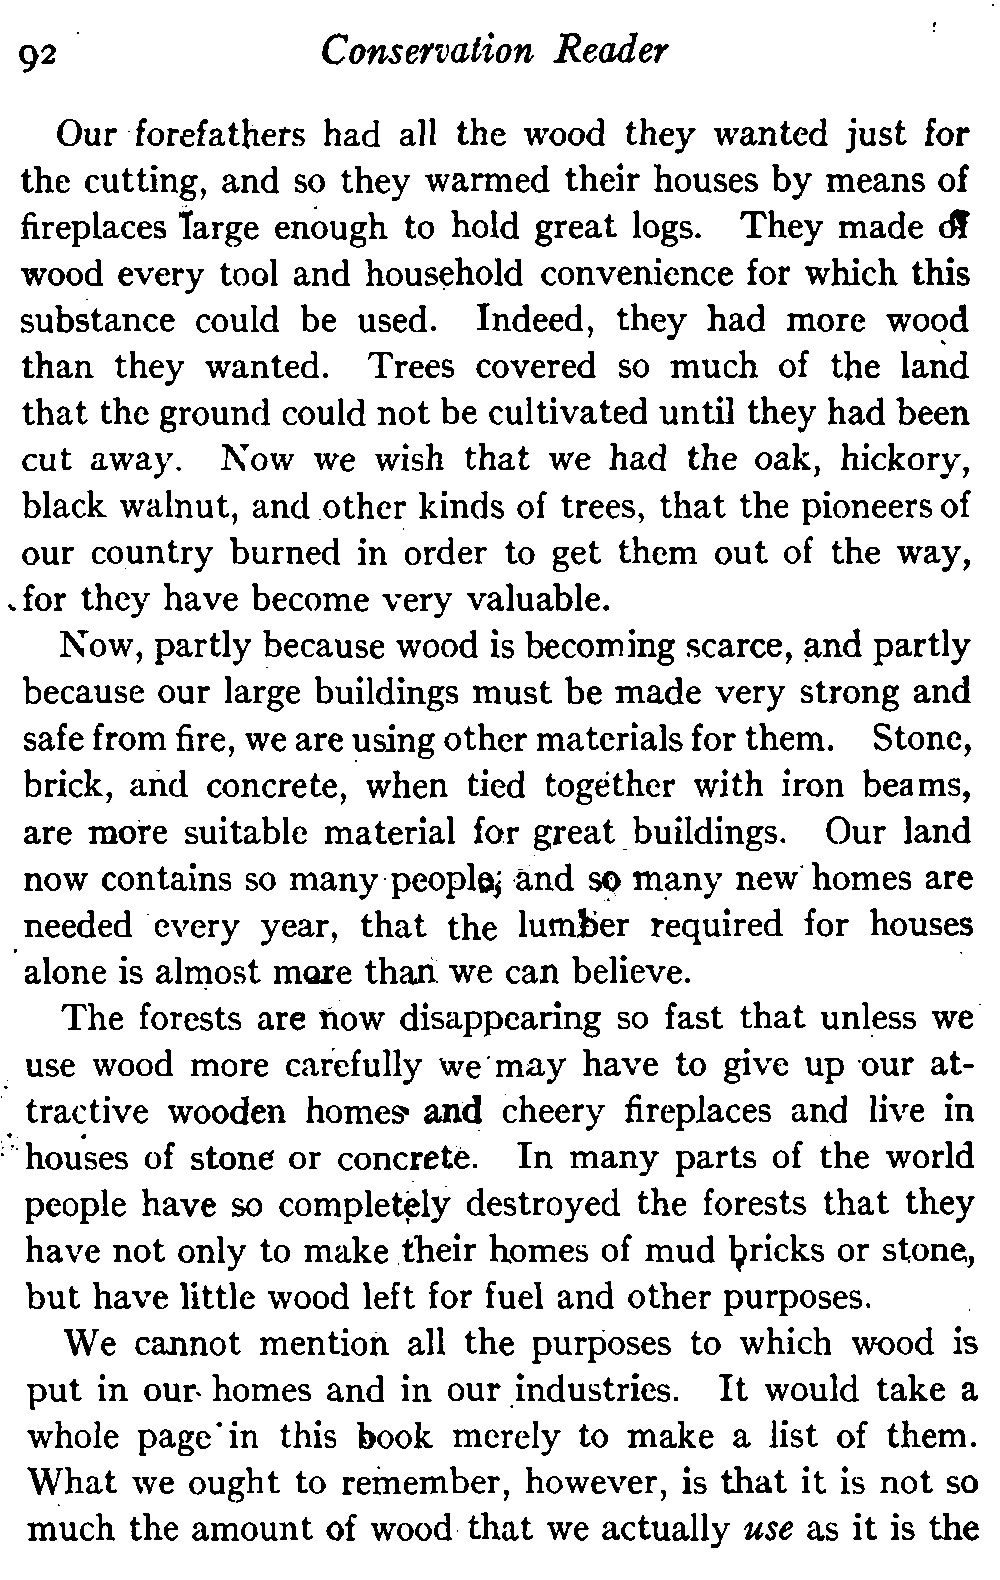 92 Conservation Reader
Our forefathers had all the wood they wanted just for
the cutting, and so they warmed their houses by means of
fireplaces large enough to hold great logs. They made of
wood every tool and household convenience for which this
substance could be used. Indeed, they had more wood
than they wanted. Trees covered so much of the land
that the ground could not be cultivated until they had been
cut away. Now we wish that we had the oak, hickory,
black walnut, and other kinds of trees, that the pioneers of
our country burned in order to get them out of the way,
for they have become very valuable.
Now, partly because wood is becoming scarce, and partly
because our large buildings must be made very strong and
safe from fire, we are using other materials for them. Stone,
brick, and concrete, when tied together with iron beams,
are more suitable material for great buildings. Our land
now contains so many people, and so many new homes are
needed every year, that the lumber required for houses
alone is almost more than we can believe.
The forests are now disappearing so fast that unless we
use wood more carefully we may have to give up our at-
tractive wooden homes and cheery fireplaces and live in
houses of stone or concrete. In many parts of the world
people have so completely destroyed the forests that they
have not only to make their homes of mud bricks or stone,
but have little wood left for fuel and other purposes.
We cannot mention all the purposes to which wood is
put in our homes and in our industries. It would take a
whole page in this book merely to make a list of them.
What we ought to remember, however, is that it is not so
much the amount of wood that we actually use as it is the